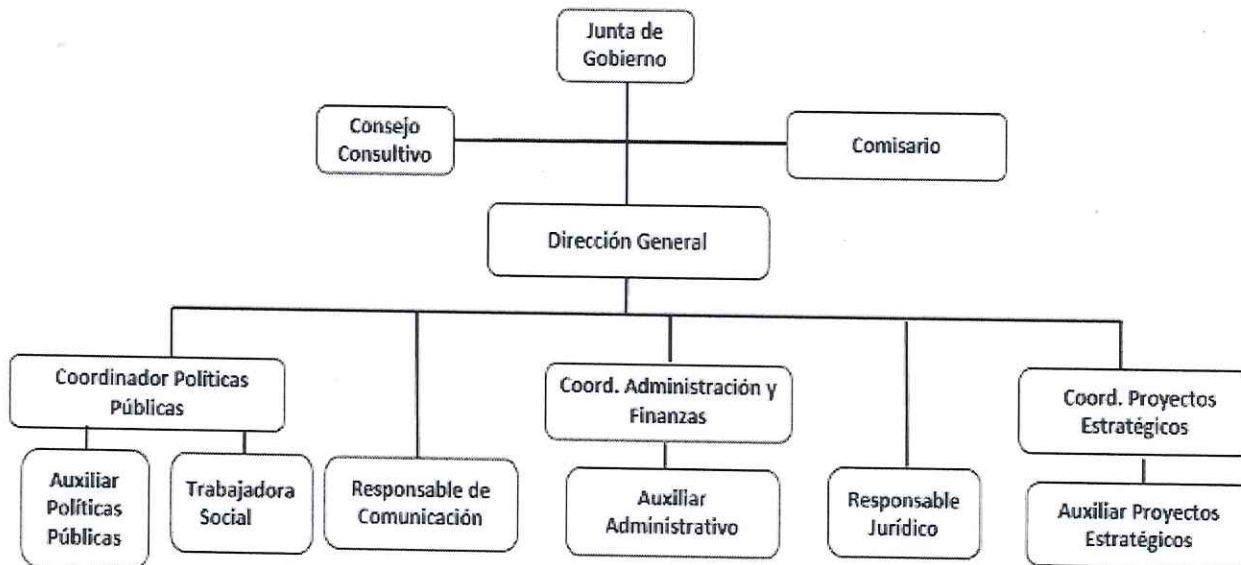 Junta de
Gobierno
Consejo
Consultivo
Comisario
Dirección General
Coordinador Políticas
Públicas
Coord. Administración y
Finanzas
Coord. Proyectos
Estratégicos
Auxiliar
Políticas
Públicas
Trabajadora
Social
Responsable de
Comunicación
Auxiliar
Administrativo
Responsable
Jurídico
Auxiliar Proyectos
Estratégicos